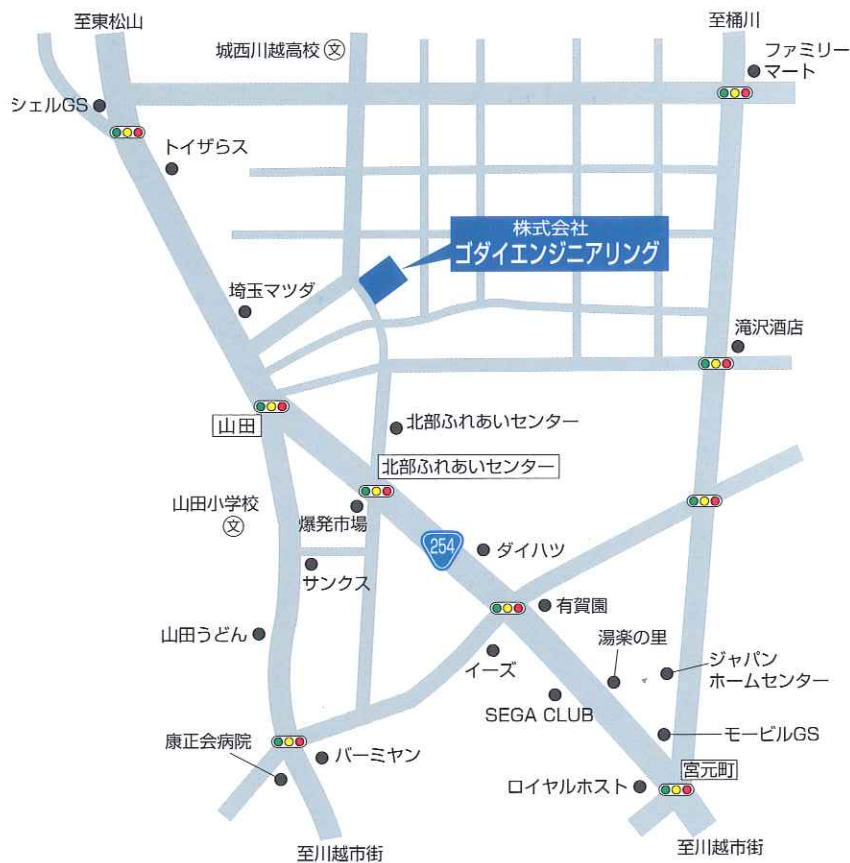 至東松山
至桶川
城西川越高校
文
ファミリー
マート
シェルGS
トイザらス
株式会社
ゴダイエンジニアリング
埼玉マツダ
滝沢酒店
山田
北部ふれあいセンター
北部ふれあいセンター
山田小学校
文
爆発市場
254
ダイハツ
サンクス
有賀園
山田うどん
イーズ
湯楽の里
ジャパン
ホームセンター
SEGA CLUB
康正会病院
バーミヤン
モービルGS
宮元町
ロイヤルホスト
至川越市街
至川越市街